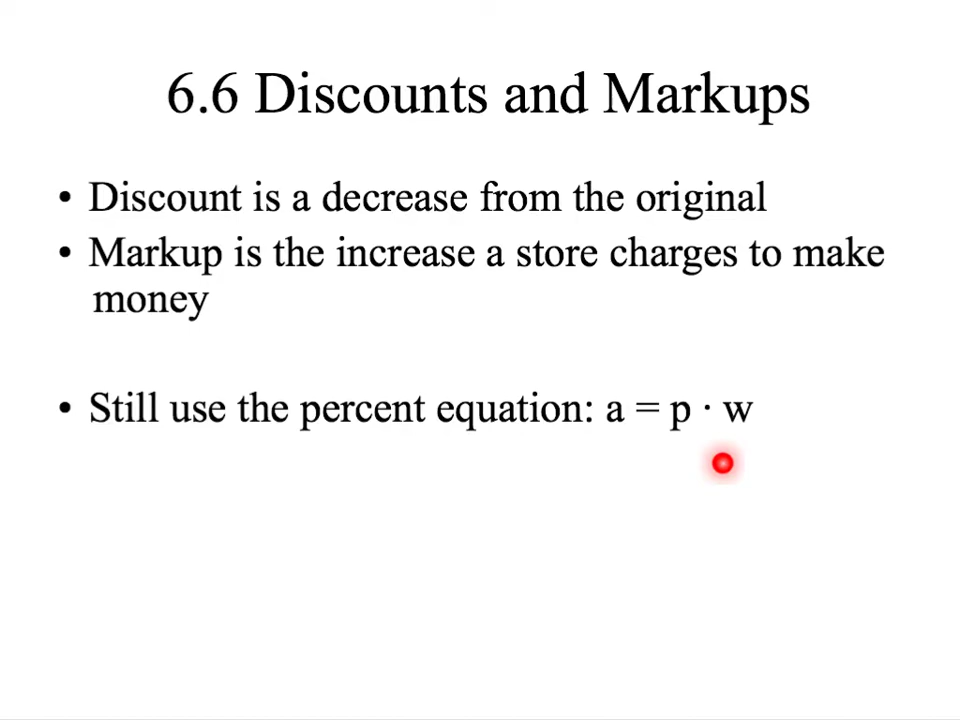 6.6 Discounts and Markups
• Discount is a decrease from the original
• Markup is the increase a store charges to make
money
• Still use the percent equation: a = p · w